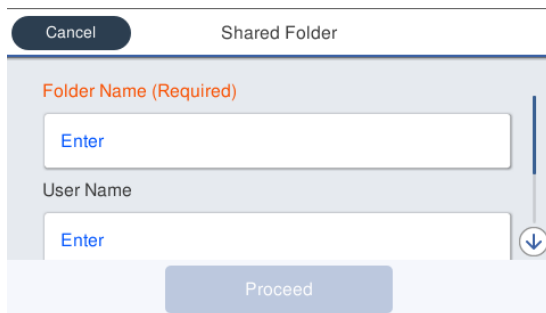 Cancel
Shared Folder
Folder Name (Required)
Enter
User Name
Enter
Proceed